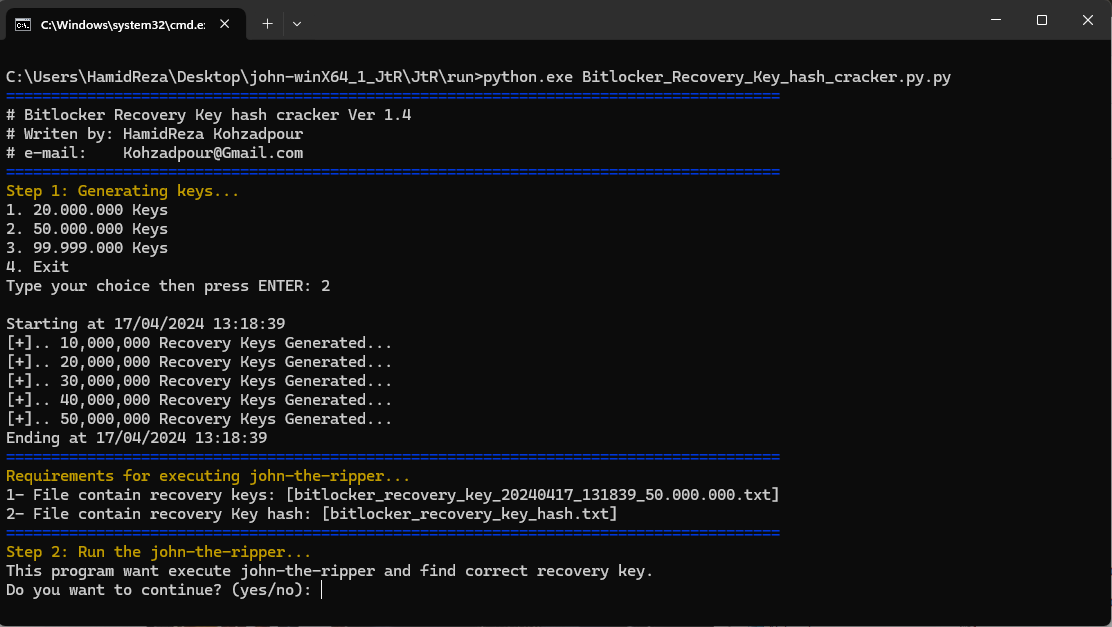 C:\Windows\system32\cmd.e:
C:\Users\HamidReza\Desktop\john-winX64_1_JtR\JtR\run>python.exe Bitlocker_Recovery_Key_hash_cracker.py.py
======================================================================================
# Bitlocker Recovery Key hash cracker Ver 1.4
# Writen by: HamidReza Kohzadpour
# e-mail:    Kohzadpour@Gmail.com
======================================================================================
Step 1: Generating keys...
1. 20.000.000 Keys
2. 50.000.000 Keys
3. 99.999.000 Keys
4. Exit
Type your choice then press ENTER: 2
Starting at 17/04/2024 13:18:39
[+].. 10,000,000 Recovery Keys Generated...
[+].. 20,000,000 Recovery Keys Generated...
[+].. 30,000,000 Recovery Keys Generated...
[+].. 40,000,000 Recovery Keys Generated...
[+].. 50,000,000 Recovery Keys Generated...
Ending at 17/04/2024 13:18:39
======================================================================================
Requirements for executing john-the-ripper...
1- File contain recovery keys: [bitlocker_recovery_key_20240417_131839_50.000.000.txt]
2- File contain recovery Key hash: [bitlocker_recovery_key_hash.txt]
======================================================================================
Step 2: Run the john-the-ripper...
This program want execute john-the-ripper and find correct recovery key.
Do you want to continue? (yes/no):